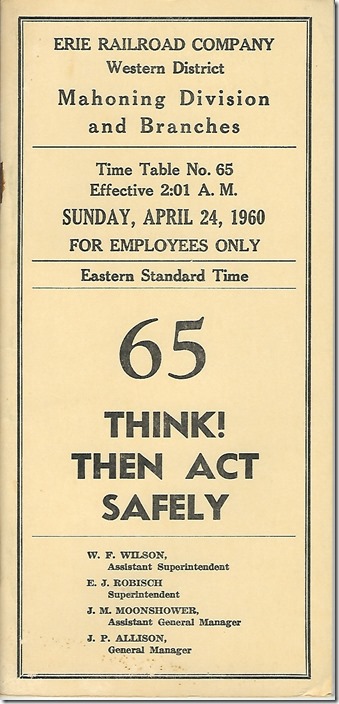 ERIE RAILROAD COMPANY
Western District
Mahoning Division
and Branches
Time Table No. 65
Effective 2:01 A. M.
SUNDAY, APRIL 24, 1960
FOR EMPLOYEES ONLY
Eastern Standard Time
65
THINK!
THEN ACT
SAFELY
W. F. WILSON,
Assistant Superintendent
E. J. ROBISCH
Superintendent
J. M. MOONSHOWER,
Assistant General Manager
J. P. ALLISON,
General Manager